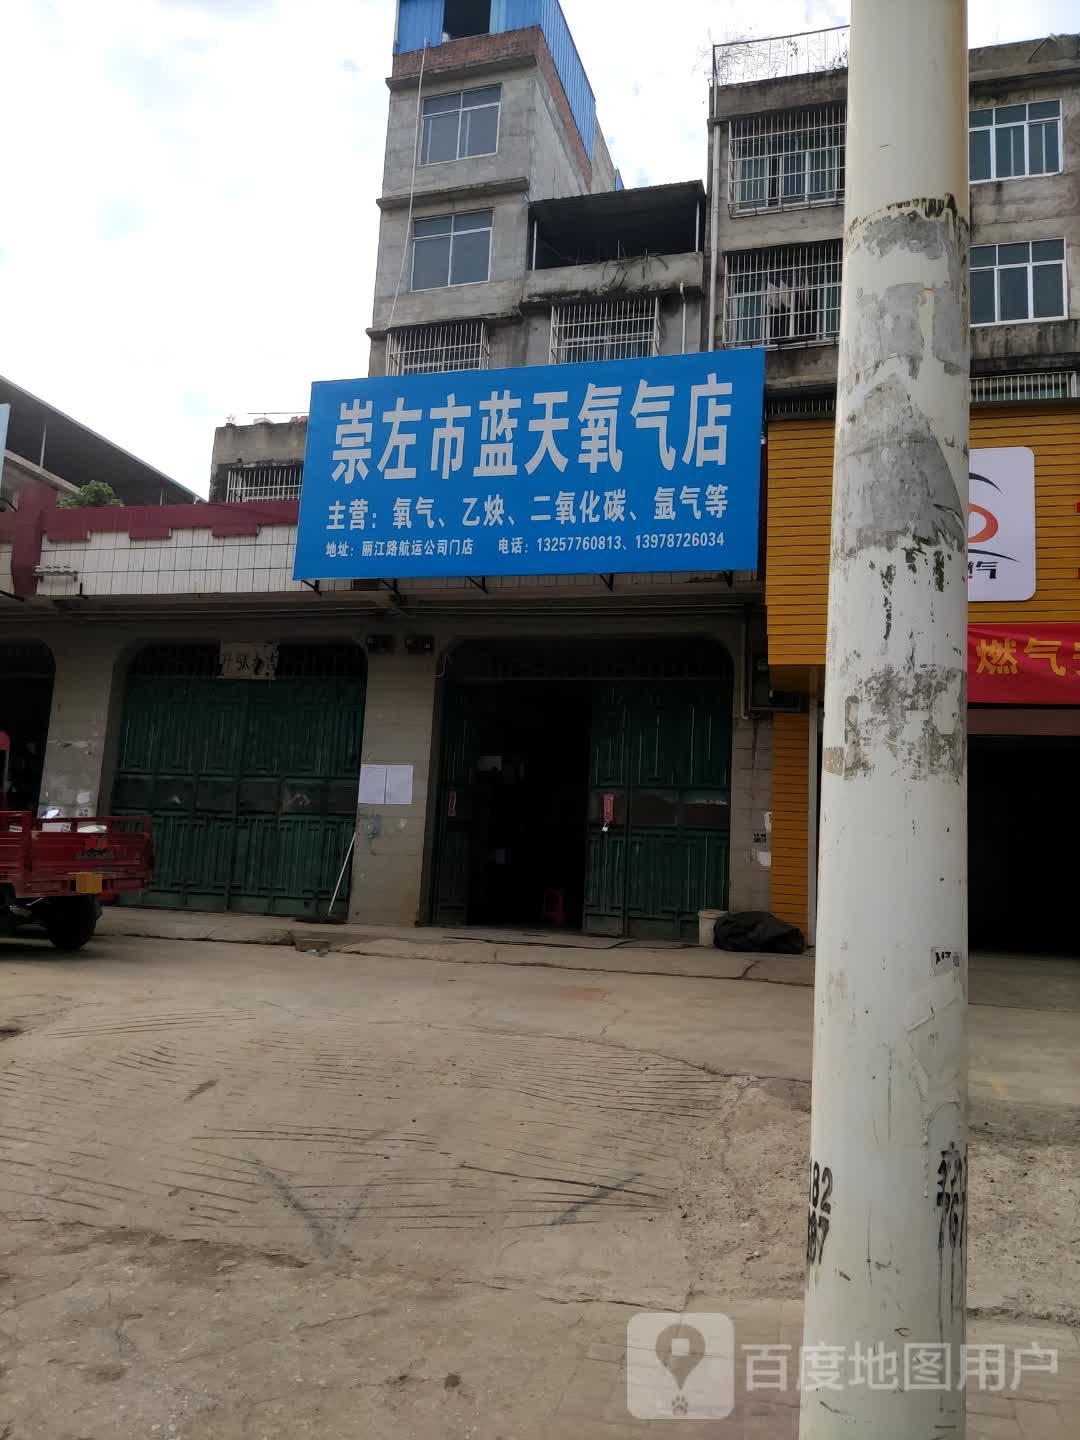 崇左市蓝天氧气店
主营：氧气、乙炔、二氧化碳、氩气等
地址：丽江路航运公司门店 电话：13257760813、13978726034
燃气
百度地图用户